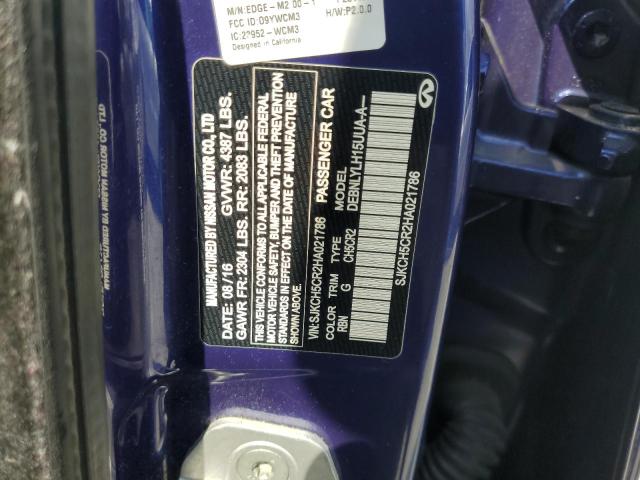 M/N:EDGE-M2
FCC ID:O9YWCM3
IC:2?952-WCM3
Designed in California
H/W:P2.0.0
MANUFACTURED BY NISSAN MOTOR CO., LTD
DATE: 08/16 GVWR: 4387 LBS.
GAWR FR: 2304 LBS. RR: 2083 LBS.
THIS VEHICLE CONFORMS TO ALL APPLICABLE FEDERAL
MOTOR VEHICLE SAFETY, BUMPER AND THEFT PREVENTION
STANDARDS IN EFFECT ON THE DATE OF MANUFACTURE
SHOWN ABOVE.
VIN: SJKCH5CR2HA021786 PASSENGER CAR
COLOR TRIM TYPE MODEL
RBN G CH5CR2 DEBNLYLH15UUA-A--
SJKCH5CR2HA021786